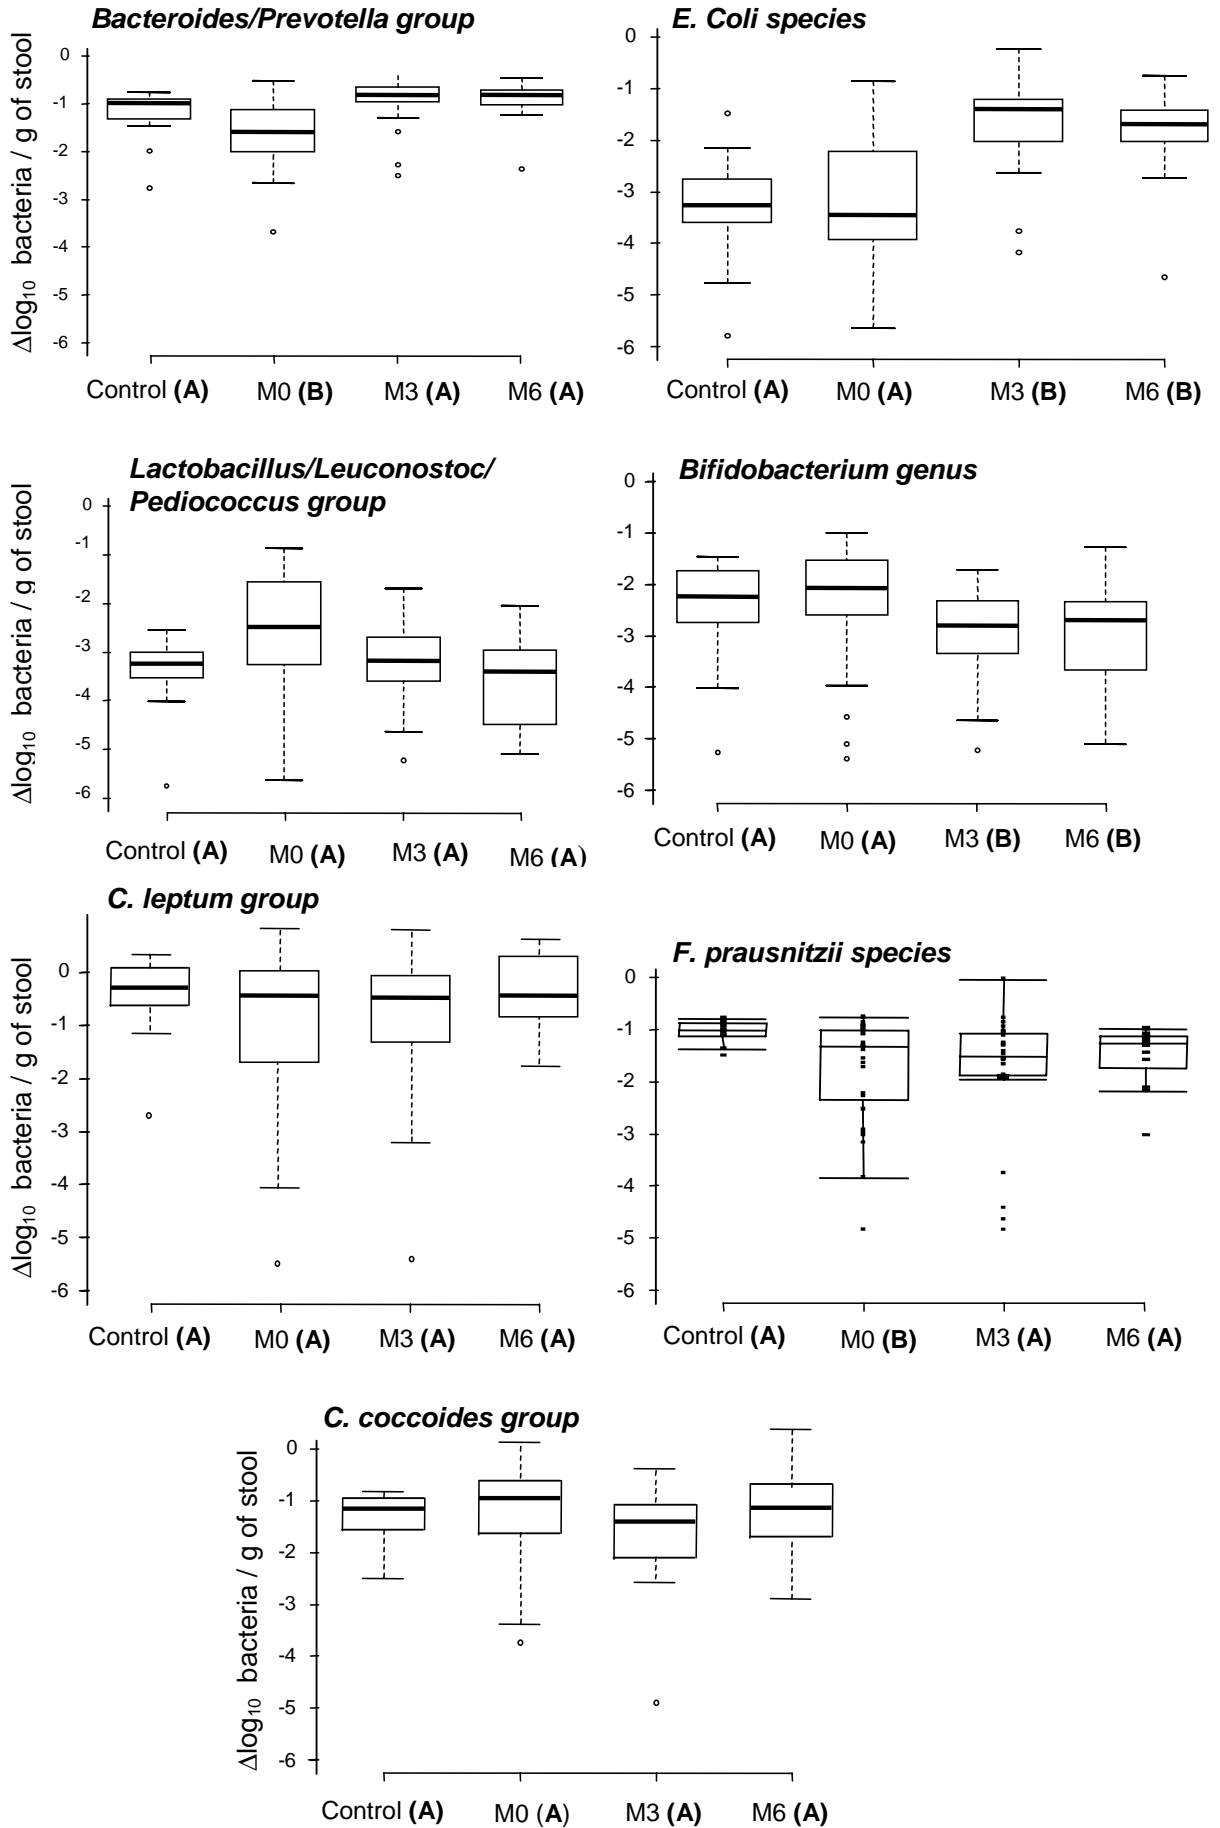 Bacteroides/Prevotella group
Δlog10 bacteria / g of stool
0
-1
-2
-3
-4
-5
-6
Control (A) M0 (B) M3 (A) M6 (A)
E. Coli species
0
-1
-2
-3
-4
-5
-6
Control (A) M0 (A) M3 (B) M6 (B)
Lactobacillus/Leuconostoc/
Pediococcus group
Δlog10 bacteria / g of stool
0
-1
-2
-3
-4
-5
-6
Control (A) M0 (A) M3 (A) M6 (A)
Bifidobacterium genus
0
-1
-2
-3
-4
-5
-6
Control (A) M0 (A) M3 (B) M6 (B)
C. leptum group
Δlog10 bacteria / g of stool
0
-1
-2
-3
-4
-5
-6
Control (A) M0 (A) M3 (A) M6 (A)
F. prausnitzii species
0
-1
-2
-3
-4
-5
-6
Control (A) M0 (B) M3 (A) M6 (A)
C. coccoides group
Δlog10 bacteria / g of stool
0
-1
-2
-3
-4
-5
-6
Control (A) M0 (A) M3 (A) M6 (A)